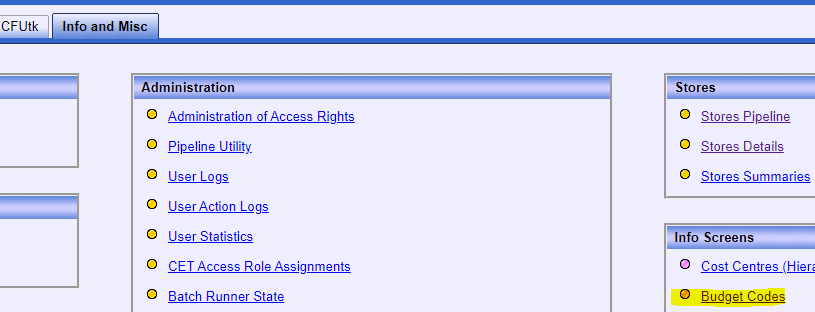 CFUtk
Info and Misc
Administration
Administration of Access Rights
Pipeline Utility
User Logs
User Action Logs
User Statistics
CET Access Role Assignments
Batch Runner State
Stores
Stores Pipeline
Stores Details
Stores Summaries
Info Screens
Cost Centres (Hiera
Budget Codes